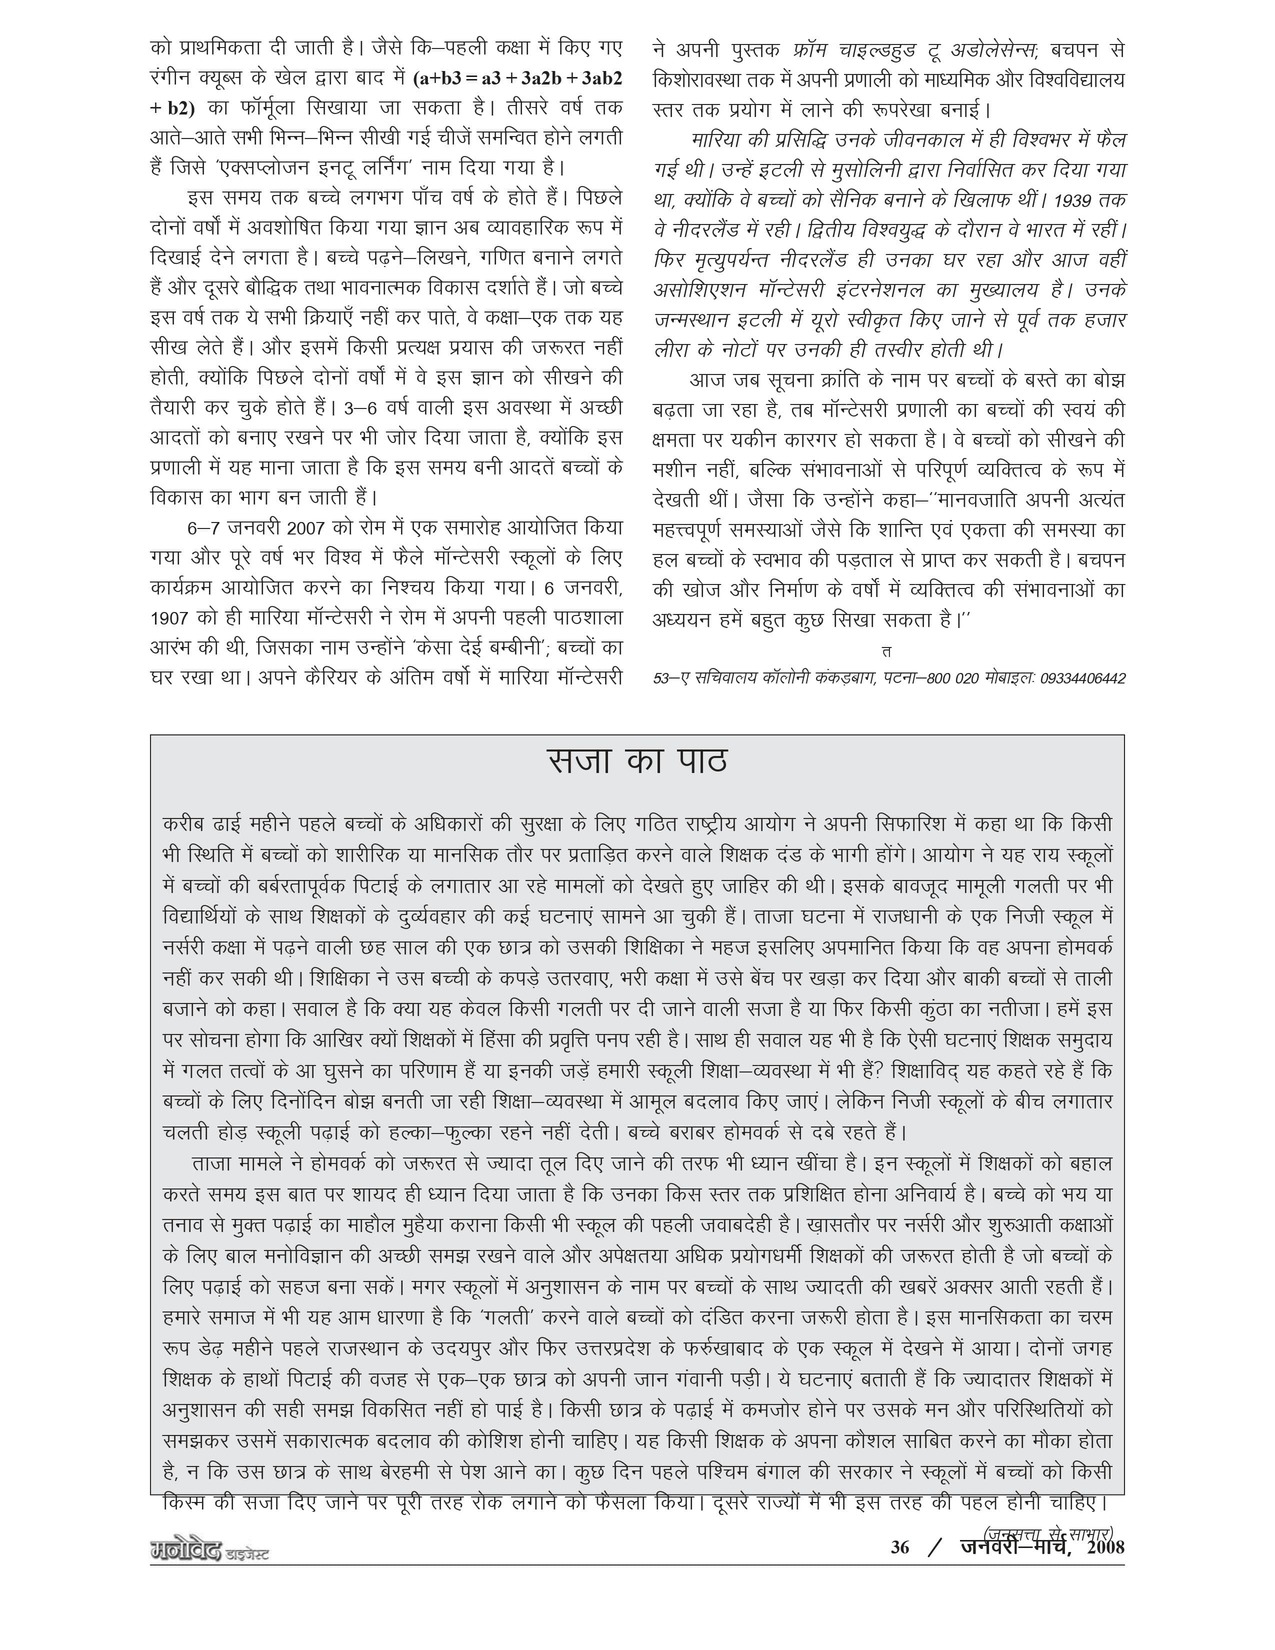 को प्राथमिकता दी जाती है। जैसे कि–पहली कक्षा में किए गए
रंगीन क्यूब्स के खेल द्वारा बाद में (a+b3 = a3 + 3a2b + 3ab2
+ b2) का फॉर्मूला सिखाया जा सकता है। तीसरे वर्ष तक
आते–आते सभी भिन्न–भिन्न सीखी गई चीजें समन्वित होने लगती
हैं जिसे ‘एक्सप्लोजन इनटू लर्निंग’ नाम दिया गया है।
इस समय तक बच्चे लगभग पाँच वर्ष के होते हैं। पिछले
दोनों वर्षों में अवशोषित किया गया ज्ञान अब व्यावहारिक रूप में
दिखाई देने लगता है। बच्चे पढ़ने–लिखने, गणित बनाने लगते
हैं और दूसरे बौद्धिक तथा भावनात्मक विकास दर्शाते हैं। जो बच्चे
इस वर्ष तक ये सभी क्रियाएँ नहीं कर पाते, वे कक्षा–एक तक यह
सीख लेते हैं। और इसमें किसी प्रत्यक्ष प्रयास की जरूरत नहीं
होती, क्योंकि पिछले दोनों वर्षों में वे इस ज्ञान को सीखने की
तैयारी कर चुके होते हैं। 3–6 वर्ष वाली इस अवस्था में अच्छी
आदतों को बनाए रखने पर भी जोर दिया जाता है, क्योंकि इस
प्रणाली में यह माना जाता है कि इस समय बनी आदतें बच्चों के
विकास का भाग बन जाती हैं।
6–7 जनवरी 2007 को रोम में एक समारोह आयोजित किया
गया और पूरे वर्ष भर विश्व में फैले मॉन्टेसरी स्कूलों के लिए
कार्यक्रम आयोजित करने का निश्चय किया गया। 6 जनवरी,
1907 को ही मारिया मॉन्टेसरी ने रोम में अपनी पहली पाठशाला
आरंभ की थी, जिसका नाम उन्होंने ‘केसा देई बम्बीनी’; बच्चों का
घर रखा था। अपने कैरियर के अंतिम वर्षो में मारिया मॉन्टेसरी
ने अपनी पुस्तक फ्रॉम चाइल्डहुड टू अडोलेसेन्स; बचपन से
किशोरावस्था तक में अपनी प्रणाली को माध्यमिक और विश्वविद्यालय
स्तर तक प्रयोग में लाने की रूपरेखा बनाई।
मारिया की प्रसिद्धि उनके जीवनकाल में ही विश्वभर में फैल
गई थी। उन्हें इटली से मुसोलिनी द्वारा निर्वासित कर दिया गया
था, क्योंकि वे बच्चों को सैनिक बनाने के खिलाफ थीं। 1939 तक
वे नीदरलैंड में रही। द्वितीय विश्वयुद्ध के दौरान वे भारत में रहीं।
फिर मृत्युपर्यन्त नीदरलैंड ही उनका घर रहा और आज वहीं
असोशिएशन मॉन्टेसरी इंटरनेशनल का मुख्यालय है। उनके
जन्मस्थान इटली में यूरो स्वीकृत किए जाने से पूर्व तक हजार
लीरा के नोटों पर उनकी ही तस्वीर होती थी।
आज जब सूचना क्रांति के नाम पर बच्चों के बस्ते का बोझ
बढ़ता जा रहा है, तब मॉन्टेसरी प्रणाली का बच्चों की स्वयं की
क्षमता पर यकीन कारगर हो सकता है। वे बच्चों को सीखने की
मशीन नहीं, बल्कि संभावनाओं से परिपूर्ण व्यक्तित्व के रूप में
देखती थीं। जैसा कि उन्होंने कहा–‘‘मानवजाति अपनी अत्यंत
महत्त्वपूर्ण समस्याओं जैसे कि शान्ति एवं एकता की समस्या का
हल बच्चों के स्वभाव की पड़ताल से प्राप्त कर सकती है। बचपन
की खोज और निर्माण के वर्षों में व्यक्तित्व की संभावनाओं का
अध्ययन हमें बहुत कुछ सिखा सकता है।’’
त
53–ए सचिवालय कॉलोनी कंकड़बाग, पटना–800 020 मोबाइलः 09334406442
सजा का पाठ
करीब ढाई महीने पहले बच्चों के अधिकारों की सुरक्षा के लिए गठित राष्ट्रीय आयोग ने अपनी सिफारिश में कहा था कि किसी
भी स्थिति में बच्चों को शारीरिक या मानसिक तौर पर प्रताड़ित करने वाले शिक्षक दंड के भागी होंगे। आयोग ने यह राय स्कूलों
में बच्चों की बर्बरतापूर्वक पिटाई के लगातार आ रहे मामलों को देखते हुए जाहिर की थी। इसके बावजूद मामूली गलती पर भी
विद्यार्थियों के साथ शिक्षकों के दुर्व्यवहार की कई घटनाएं सामने आ चुकी हैं। ताजा घटना में राजधानी के एक निजी स्कूल में
नर्सरी कक्षा में पढ़ने वाली छह साल की एक छात्र को उसकी शिक्षिका ने महज इसलिए अपमानित किया कि वह अपना होमवर्क
नहीं कर सकी थी। शिक्षिका ने उस बच्ची के कपड़े उतरवाए, भरी कक्षा में उसे बेंच पर खड़ा कर दिया और बाकी बच्चों से ताली
बजाने को कहा। सवाल है कि क्या यह केवल किसी गलती पर दी जाने वाली सजा है या फिर किसी कुंठा का नतीजा। हमें इस
पर सोचना होगा कि आखिर क्यों शिक्षकों में हिंसा की प्रवृत्ति पनप रही है। साथ ही सवाल यह भी है कि ऐसी घटनाएं शिक्षक समुदाय
में गलत तत्वों के आ घुसने का परिणाम हैं या इनकी जड़ें हमारी स्कूली शिक्षा–व्यवस्था में भी हैं? शिक्षाविद् यह कहते रहे हैं कि
बच्चों के लिए दिनोंदिन बोझ बनती जा रही शिक्षा–व्यवस्था में आमूल बदलाव किए जाएं। लेकिन निजी स्कूलों के बीच लगातार
चलती होड़ स्कूली पढ़ाई को हल्का–फुल्का रहने नहीं देती। बच्चे बराबर होमवर्क से दबे रहते हैं।
ताजा मामले ने होमवर्क को जरूरत से ज्यादा तूल दिए जाने की तरफ भी ध्यान खींचा है। इन स्कूलों में शिक्षकों को बहाल
करते समय इस बात पर शायद ही ध्यान दिया जाता है कि उनका किस स्तर तक प्रशिक्षित होना अनिवार्य है। बच्चे को भय या
तनाव से मुक्त पढ़ाई का माहौल मुहैया कराना किसी भी स्कूल की पहली जवाबदेही है। ख़ासतौर पर नर्सरी और शुरुआती कक्षाओं
के लिए बाल मनोविज्ञान की अच्छी समझ रखने वाले और अपेक्षतया अधिक प्रयोगधर्मी शिक्षकों की जरूरत होती है जो बच्चों के
लिए पढ़ाई को सहज बना सकें। मगर स्कूलों में अनुशासन के नाम पर बच्चों के साथ ज्यादती की खबरें अक्सर आती रहती हैं।
हमारे समाज में भी यह आम धारणा है कि ‘गलती’ करने वाले बच्चों को दंडित करना जरूरी होता है। इस मानसिकता का चरम
रूप डेढ़ महीने पहले राजस्थान के उदयपुर और फिर उत्तरप्रदेश के फर्रुखाबाद के एक स्कूल में देखने में आया। दोनों जगह
शिक्षक के हाथों पिटाई की वजह से एक–एक छात्र को अपनी जान गंवानी पड़ी। ये घटनाएं बताती हैं कि ज्यादातर शिक्षकों में
अनुशासन की सही समझ विकसित नहीं हो पाई है। किसी छात्र के पढ़ाई में कमजोर होने पर उसके मन और परिस्थितियों को
समझकर उसमें सकारात्मक बदलाव की कोशिश होनी चाहिए। यह किसी शिक्षक के अपना कौशल साबित करने का मौका होता
है, न कि उस छात्र के साथ बेरहमी से पेश आने का। कुछ दिन पहले पश्चिम बंगाल की सरकार ने स्कूलों में बच्चों को किसी
किस्म की सजा दिए जाने पर पूरी तरह रोक लगाने को फैसला किया। दूसरे राज्यों में भी इस तरह की पहल होनी चाहिए।
(जनसत्ता से साभार)
मनोवेद डाइजेस्ट
36 / जनवरी–मार्च, 2008